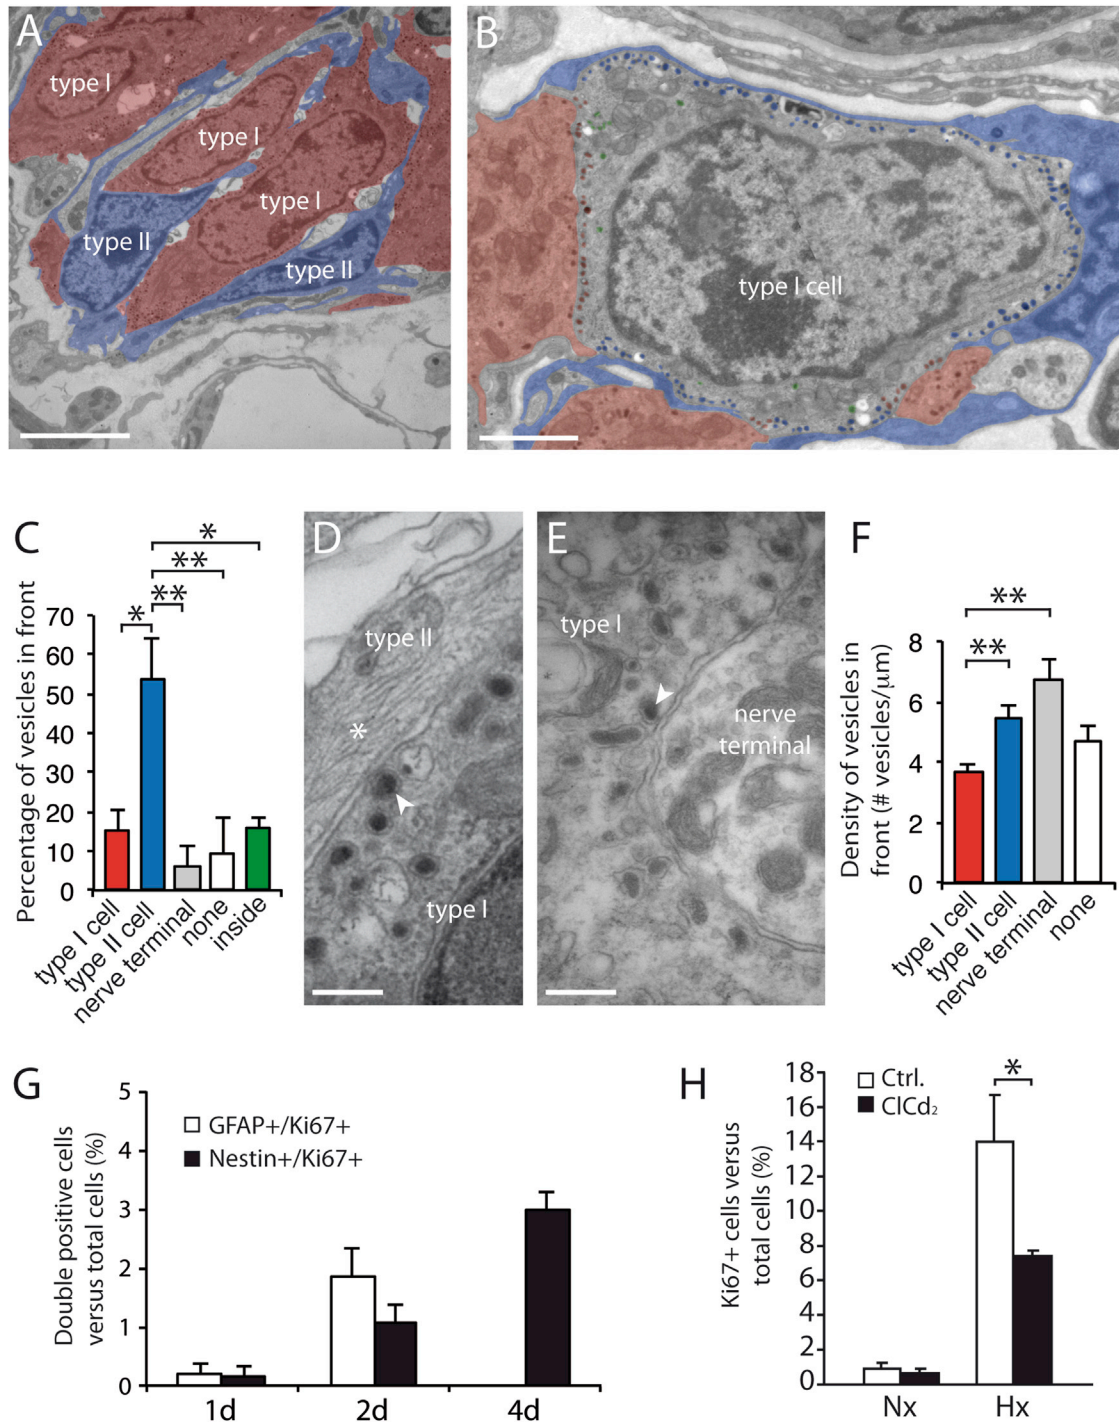 A
type I
type I
type I
type II
type II
B
type I cell
C
Percentage of vesicles in front
70
60
50
40
30
20
10
0
*
**
**
*
type I cell
type II cell
nerve terminal
none
inside
D
type II
*
type I
E
type I
nerve
terminal
F
Density of vesicles in
front (# vesicles/μm)
8
6
4
2
0
**
**
type I cell
type II cell
nerve terminal
none
G
Double positive cells
versus total cells (%)
5
4
3
2
1
0
GFAP+/Ki67+
Nestin+/Ki67+
1d
2d
4d
H
Ki67+ cells versus
total cells (%)
18
16
14
12
10
8
6
4
2
0
Ctrl.
ClCd₂
*
Nx
Hx